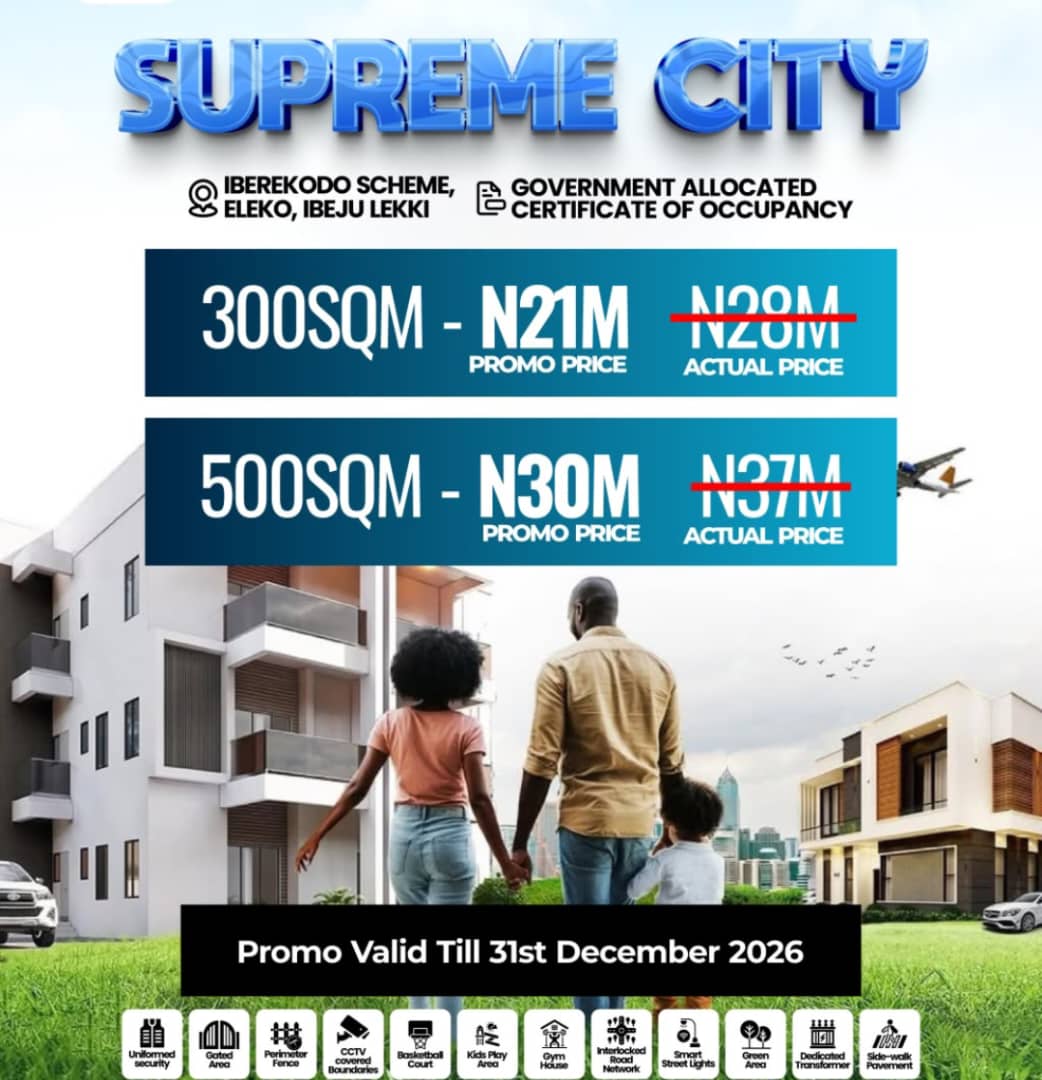 SUPREME CITY
IBEREKODO SCHEME,
ELEKO, IBEJU LEKKI
GOVERNMENT ALLOCATED
CERTIFICATE OF OCCUPANCY
300SQM - N21M N28M
PROMO PRICE ACTUAL PRICE
500SQM - N30M N37M
PROMO PRICE ACTUAL PRICE
Promo Valid Till 31st December 2026
Uniformed
security
Gated
Area
Perimeter
Fence
CCTV
covered
Boundaries
Basketball
Court
Kids Play
Area
Gym
House
Interlocked
Road
Network
Smart
Street Lights
Green
Area
Dedicated
Transformer
Side-walk
Pavement